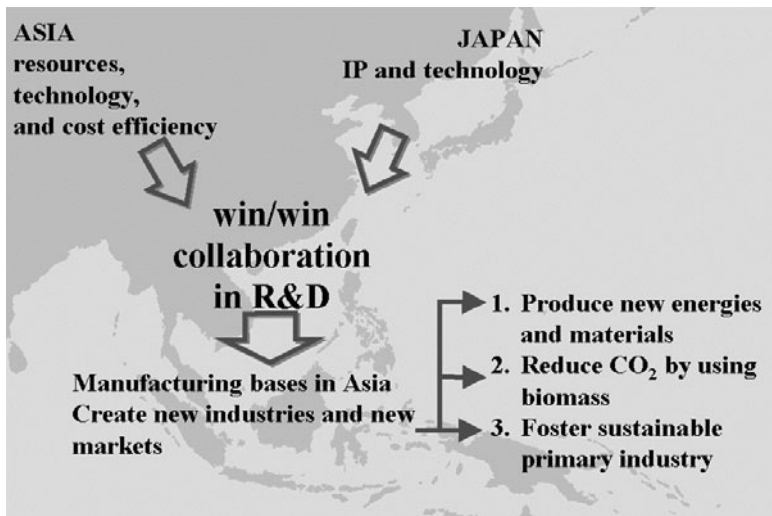 ASIA
resources,
technology,
and cost efficiency
JAPAN
IP and technology
win/win
collaboration
in R&D
Manufacturing bases in Asia
Create new industries and new
markets
1. Produce new energies
and materials
2. Reduce CO₂ by using
biomass
3. Foster sustainable
primary industry